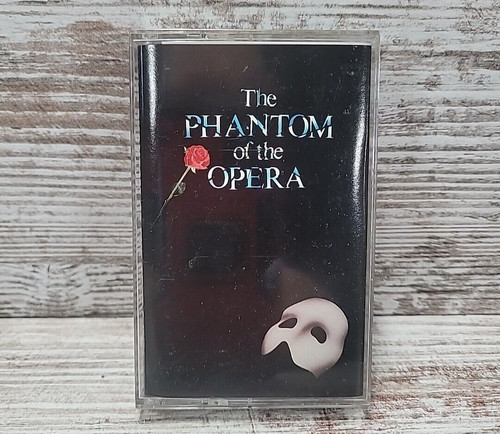 The
PHANTOM
of the
OPERA